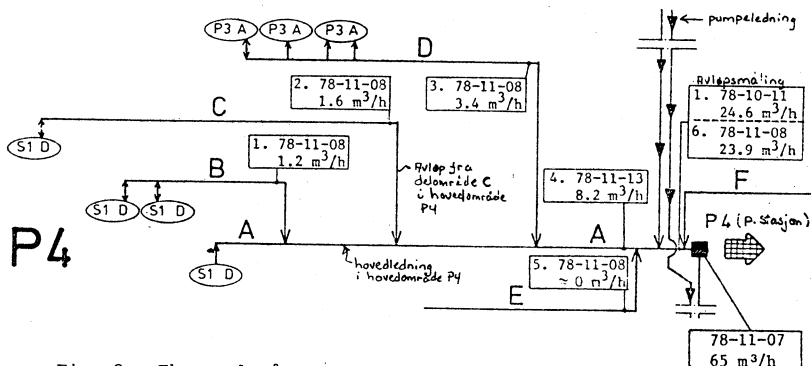 P3 A
P3 A
P3 A
D
pumpeledning
2. 78-11-08
1.6 m³/h
3. 78-11-08
3.4 m³/h
Avløpsmåling
1. 78-10-11
24.6 m³/h
6. 78-11-08
23.9 m³/h
C
S1 D
1. 78-11-08
1.2 m³/h
B
Avløp fra
delområde C
i hovedområde
P4
4. 78-11-13
8.2 m³/h
F
S1 D
S1 D
P4
A
A
P4 (p.stasjon)
S1 D
hovedledning
i hovedområde P4
5. 78-11-08
≈ 0 m³/h
E
78-11-07
65 m³/h